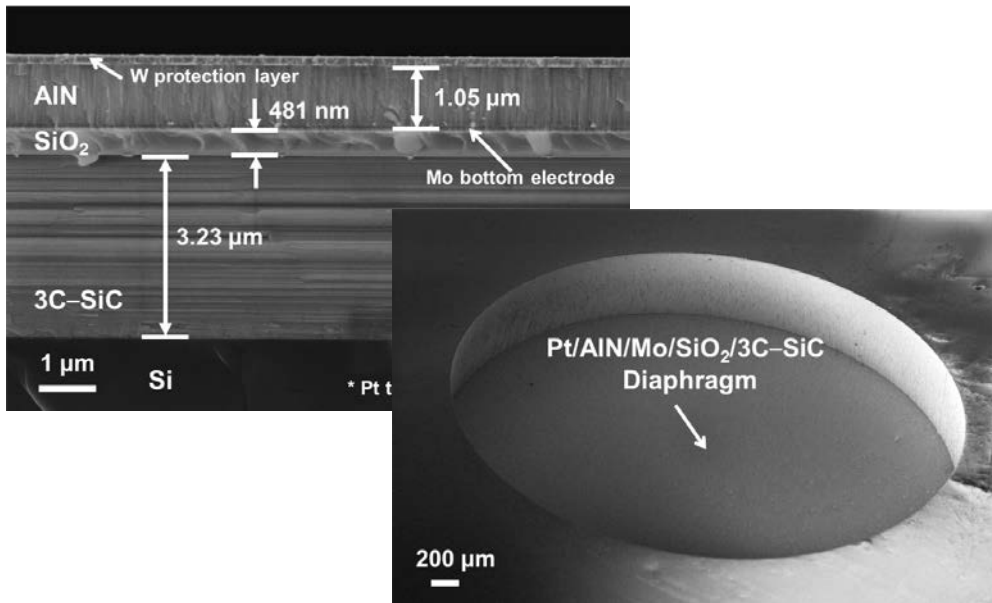 W protection layer
AlN
481 nm
1.05 µm
SiO₂
Mo bottom electrode
3.23 µm
3C–SiC
1 µm
Si
* Pt t
Pt/AlN/Mo/SiO₂/3C–SiC
Diaphragm
200 µm